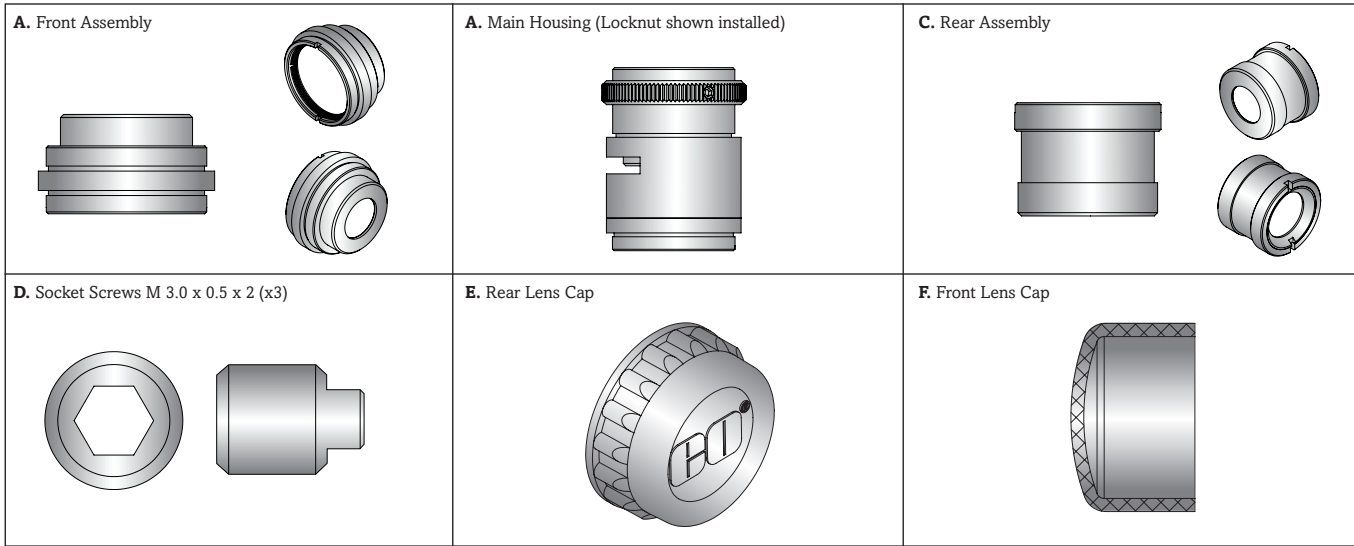 A. Front Assembly
A. Main Housing (Locknut shown installed)
C. Rear Assembly
D. Socket Screws M 3.0 x 0.5 x 2 (x3)
E. Rear Lens Cap
F. Front Lens Cap